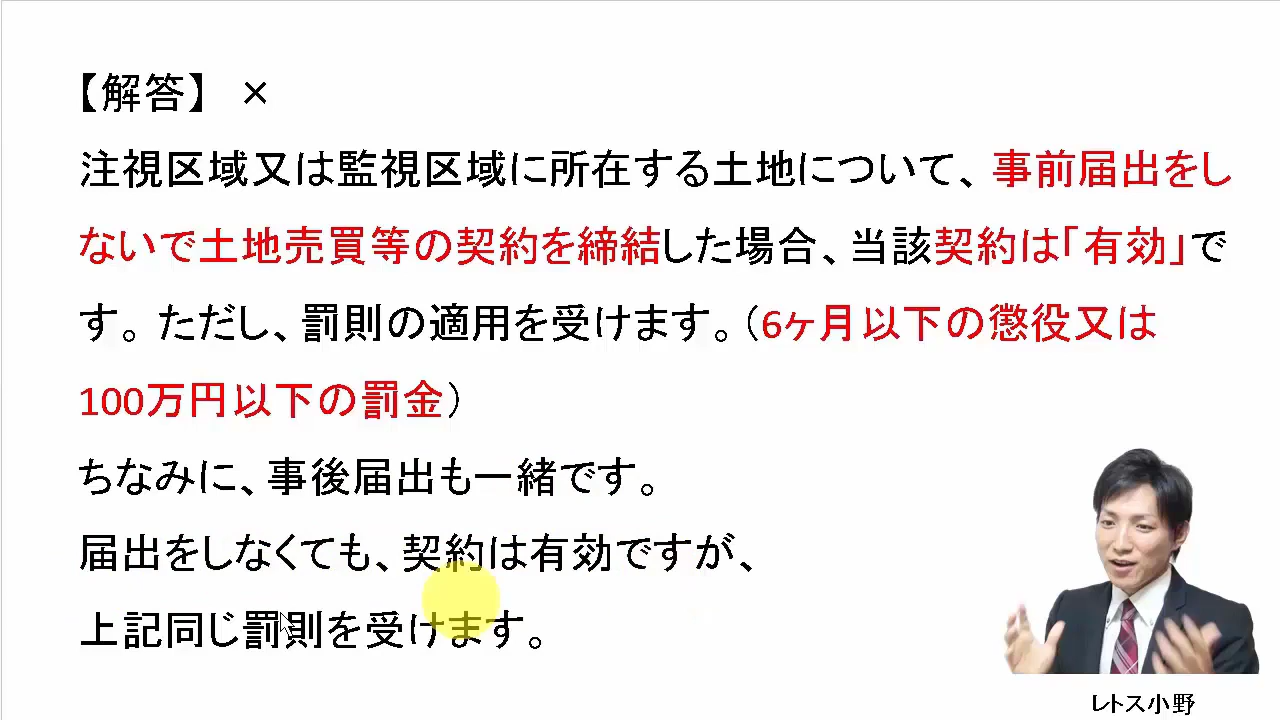 【解答】 ×
注視区域又は監視区域に所在する土地について、事前届出をし
ないで土地売買等の契約を締結した場合、当該契約は「有効」で
す。ただし、罰則の適用を受けます。（6ヶ月以下の懲役又は
100万円以下の罰金）
ちなみに、事後届出も一緒です。
届出をしなくても、契約は有効ですが、
上記同じ罰則を受けます。
レトス小野